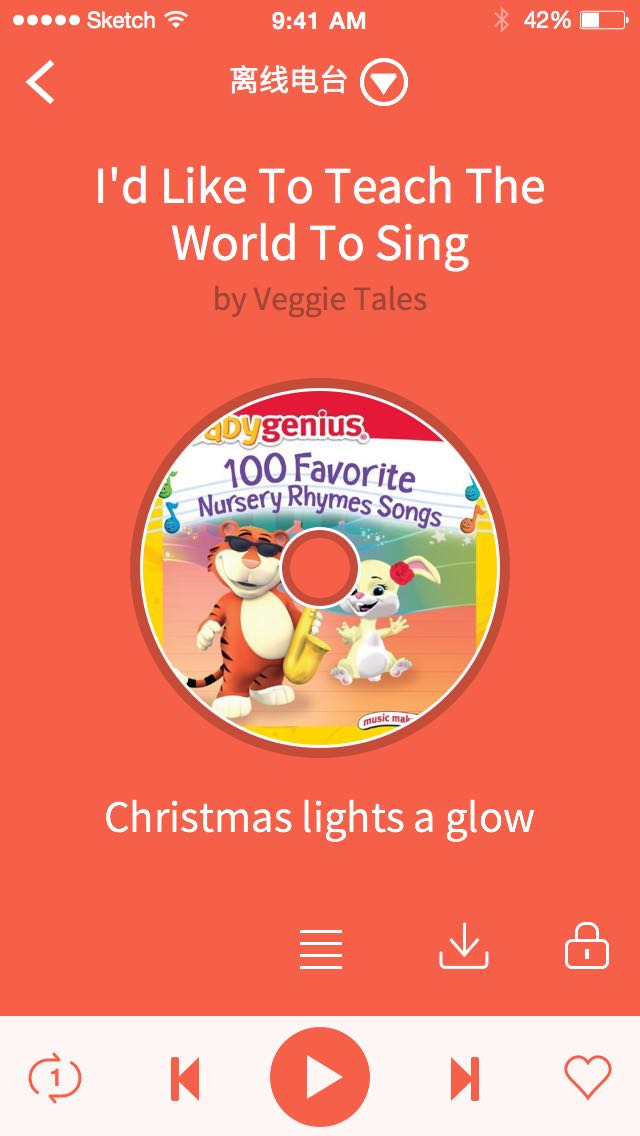 Sketch 9:41 AM 42%
离线电台
I'd Like To Teach The
World To Sing
by Veggie Tales
babygenius
100 Favorite
Nursery Rhymes Songs
Christmas lights a glow
1